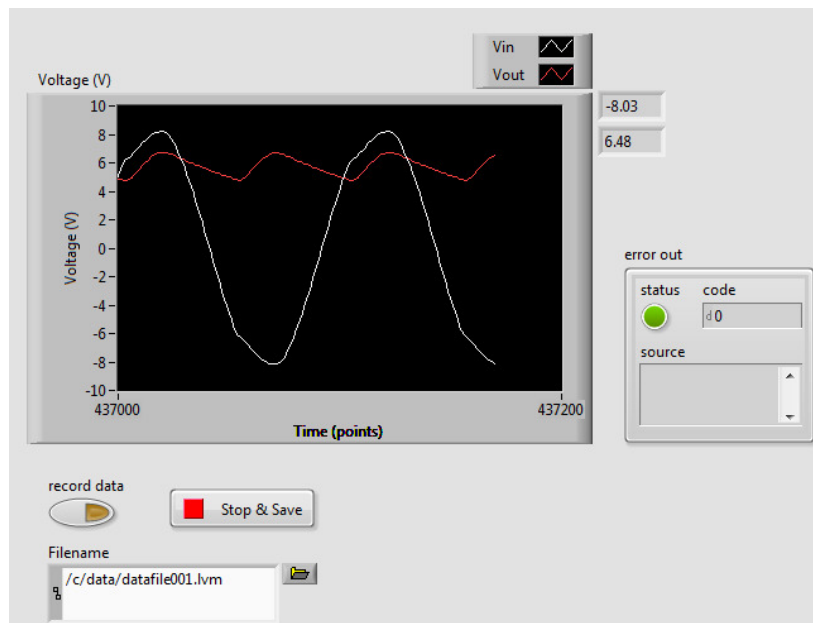 Vin
Vout
Voltage (V)
-8.03
6.48
10
8
6
4
2
0
-2
-4
-6
-8
-10
Voltage (V)
437000
437200
Time (points)
error out
status
code
d 0
source
record data
Stop & Save
Filename
/c/data/datafile001.lvm